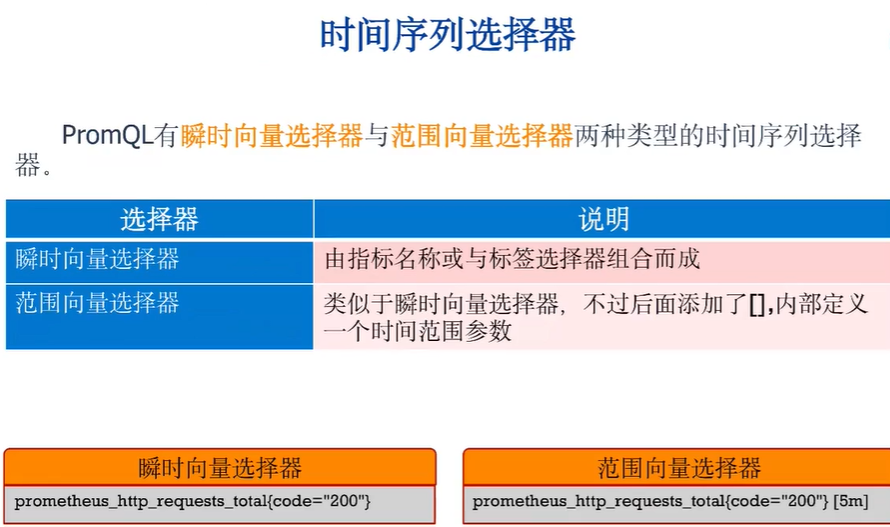 时间序列选择器
PromQL有瞬时向量选择器与范围向量选择器两种类型的时间序列选择
器。
选择器 说明
瞬时向量选择器 由指标名称或与标签选择器组合而成
范围向量选择器 类似于瞬时向量选择器，不过后面添加了[],内部定义
一个时间范围参数
瞬时向量选择器
prometheus_http_requests_total{code="200"}
范围向量选择器
prometheus_http_requests_total{code="200"} [5m]